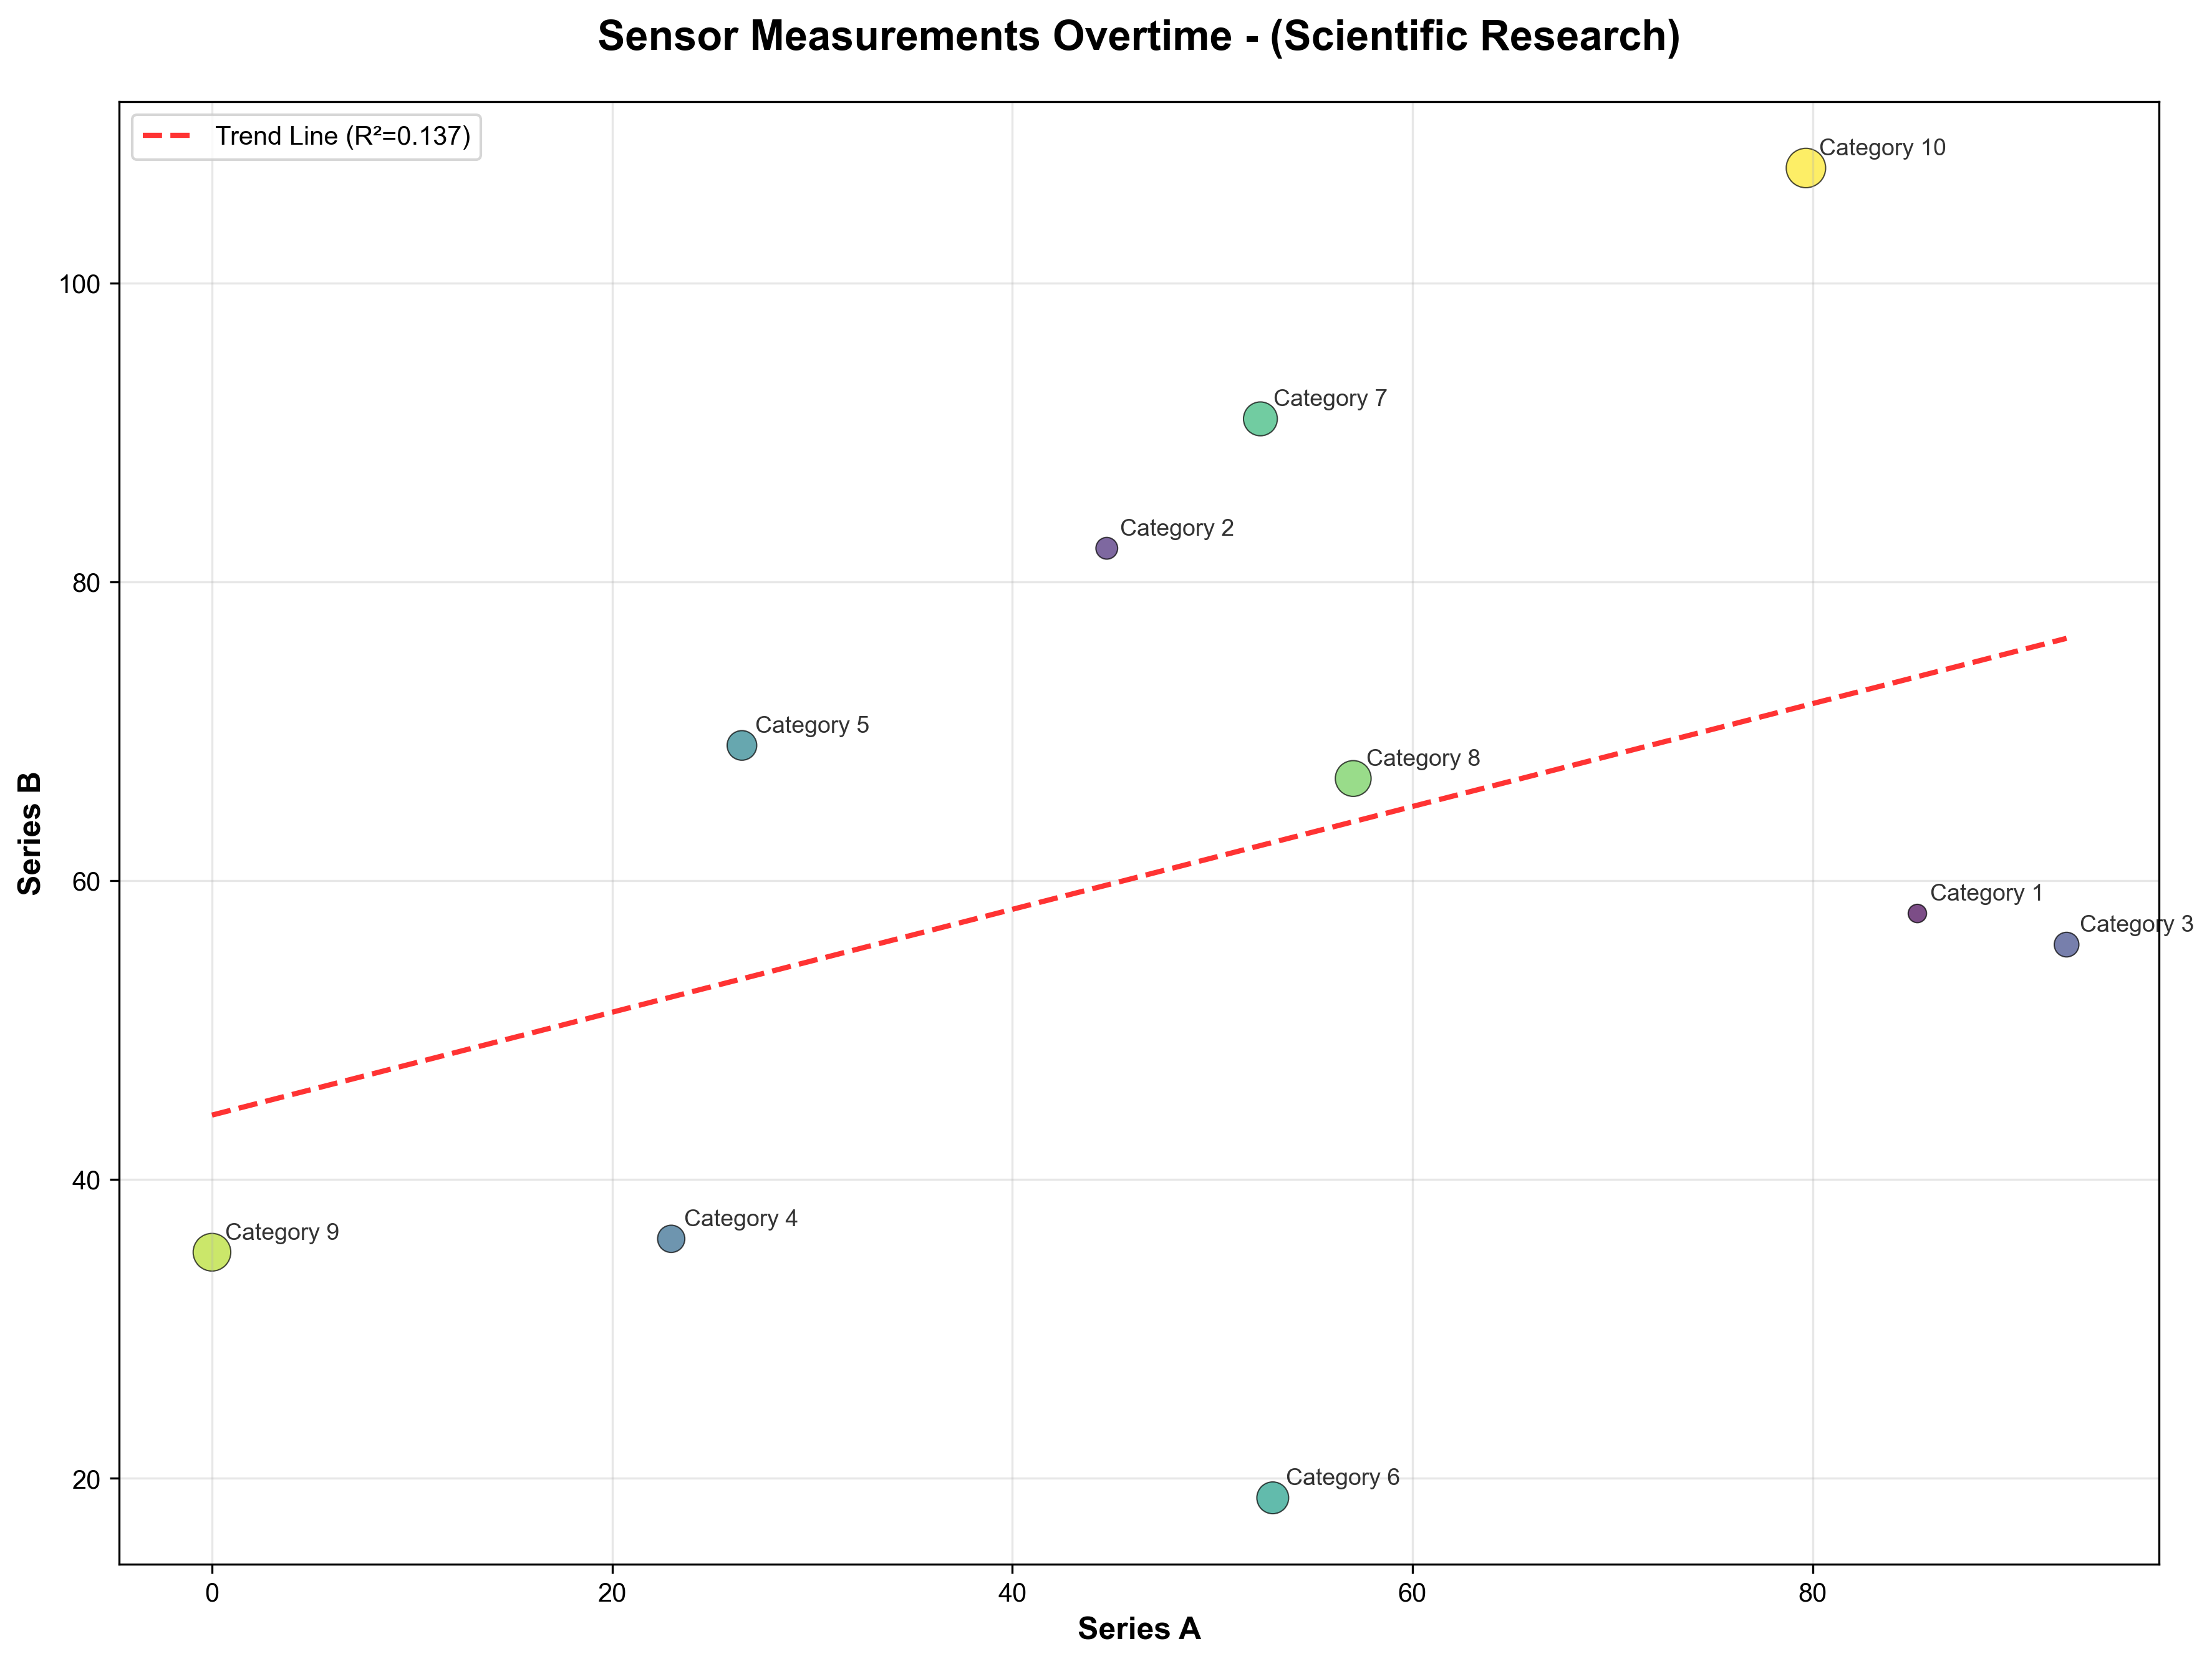 Sensor Measurements Overtime - (Scientific Research)
Trend Line (R²=0.137)
Category 10
100
Category 7
Category 2
80
Category 5
Category 8
Series B
60
Category 1
Category 3
40
Category 4
Category 9
20
Category 6
0 20 40 60 80
Series A